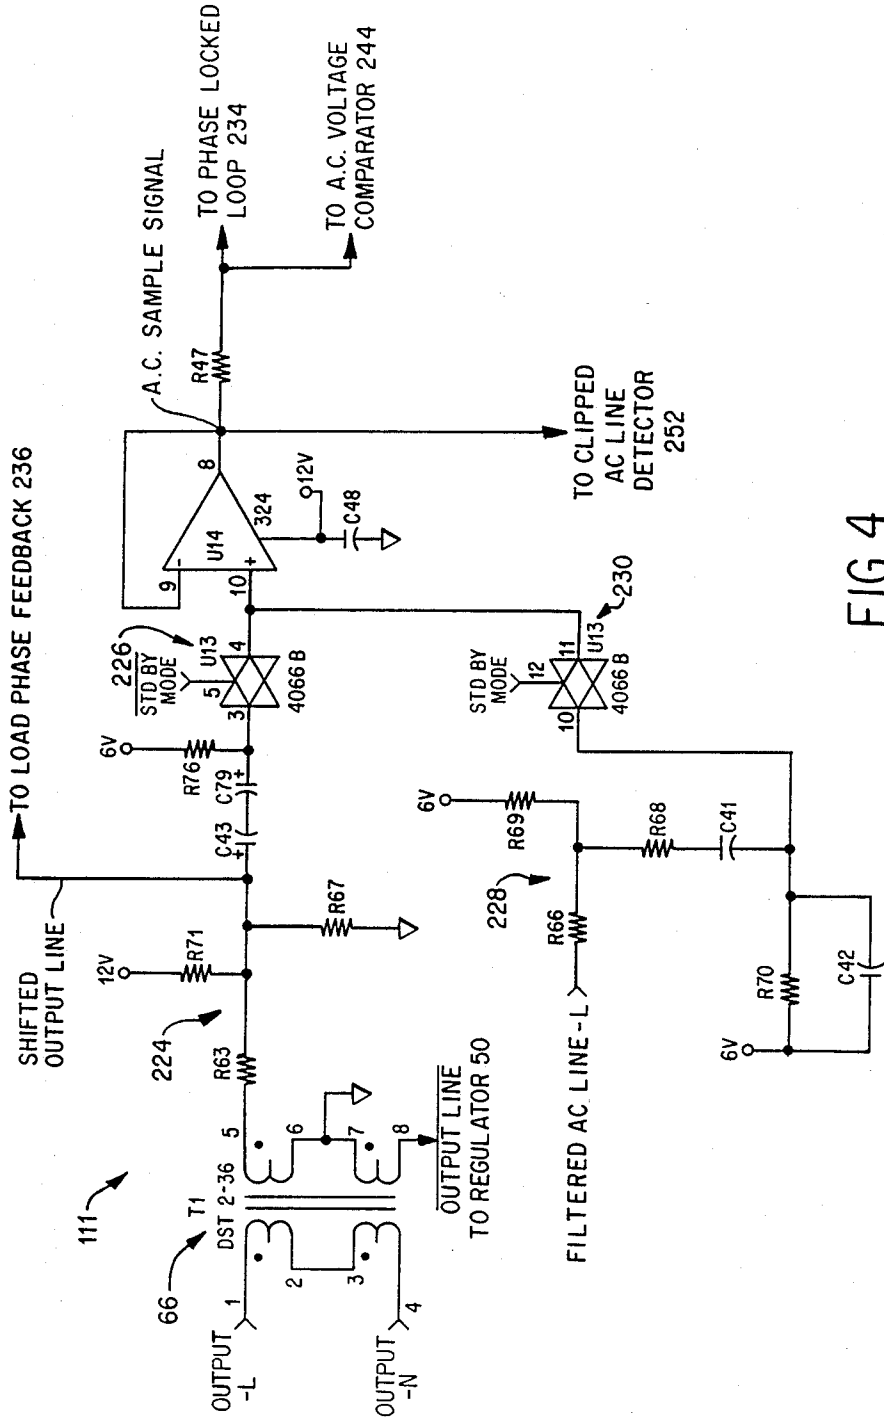 111
66
T1
DST 2-36
OUTPUT
-L
OUTPUT
-N
1
2
3
4
5
6
7
8
OUTPUT LINE
TO REGULATOR 50
224
R63
SHIFTED
OUTPUT LINE
TO LOAD PHASE FEEDBACK 236
12V
R71
R67
C43
+
C79
+
6V
R76
226
STD BY
MODE
U13
3
5
4
4066 B
9
10
-
+
U14
8
324
12V
C48
A.C. SAMPLE SIGNAL
R47
TO PHASE LOCKED
LOOP 234
TO A.C. VOLTAGE
COMPARATOR 244
TO CLIPPED
AC LINE
DETECTOR
252
FILTERED AC LINE-L
228
R66
6V
R69
R68
C41
6V
R70
C42
STD BY
MODE
10
12
11
U13
4066B
230
FIG 4